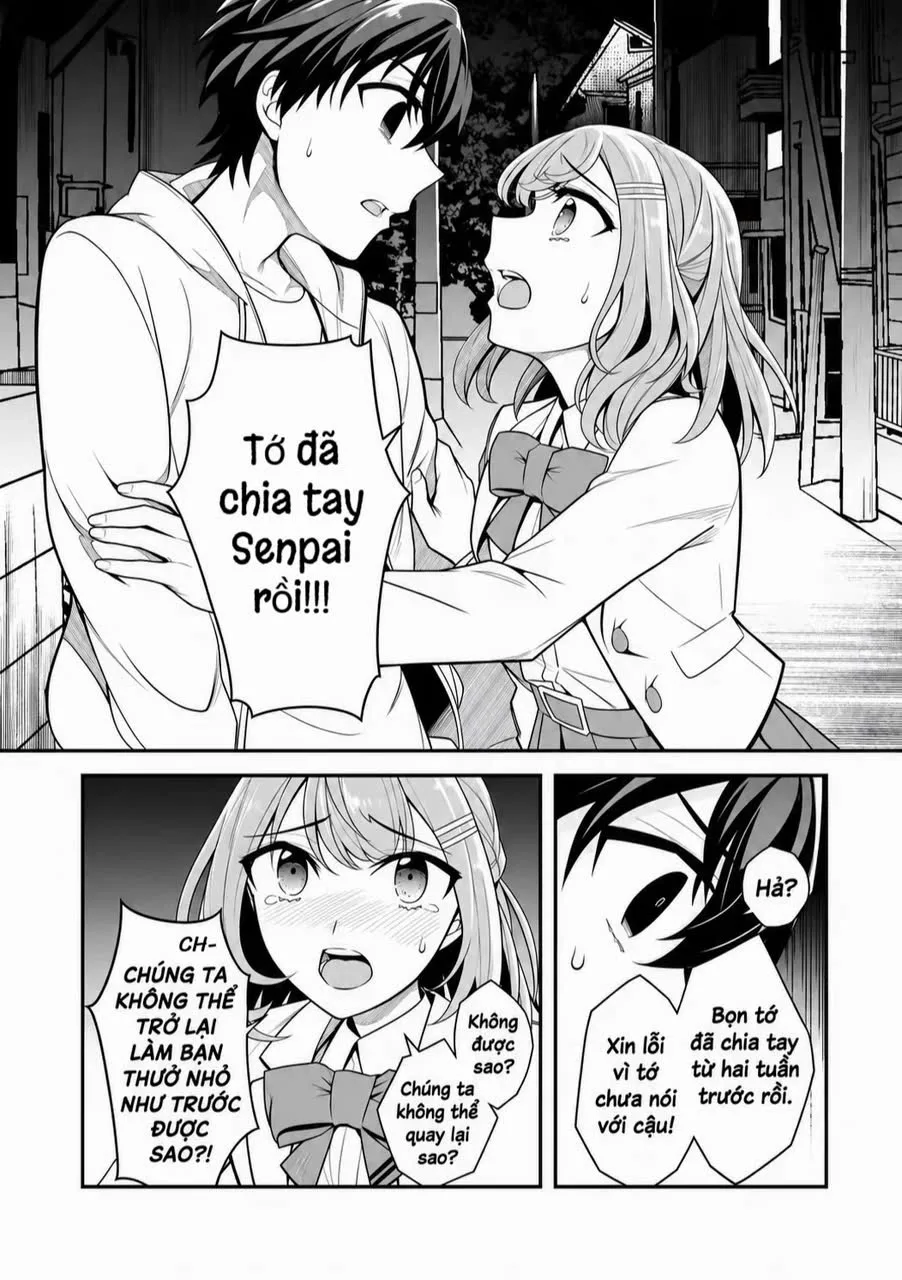 Tớ đã
chia tay
Senpai
rồi!!!
Hả?
Bọn tớ
đã chia tay
từ hai tuần
trước rồi.
Xin lỗi
vì tớ
chưa nói
với cậu!
Không
được
sao?
Chúng ta
không thể
quay lại
sao?
CH-
CHÚNG TA
KHÔNG THỂ
TRỞ LẠI
LÀM BẠN
THUỞ NHỎ
NHƯ TRƯỚC
ĐƯỢC
SAO?!